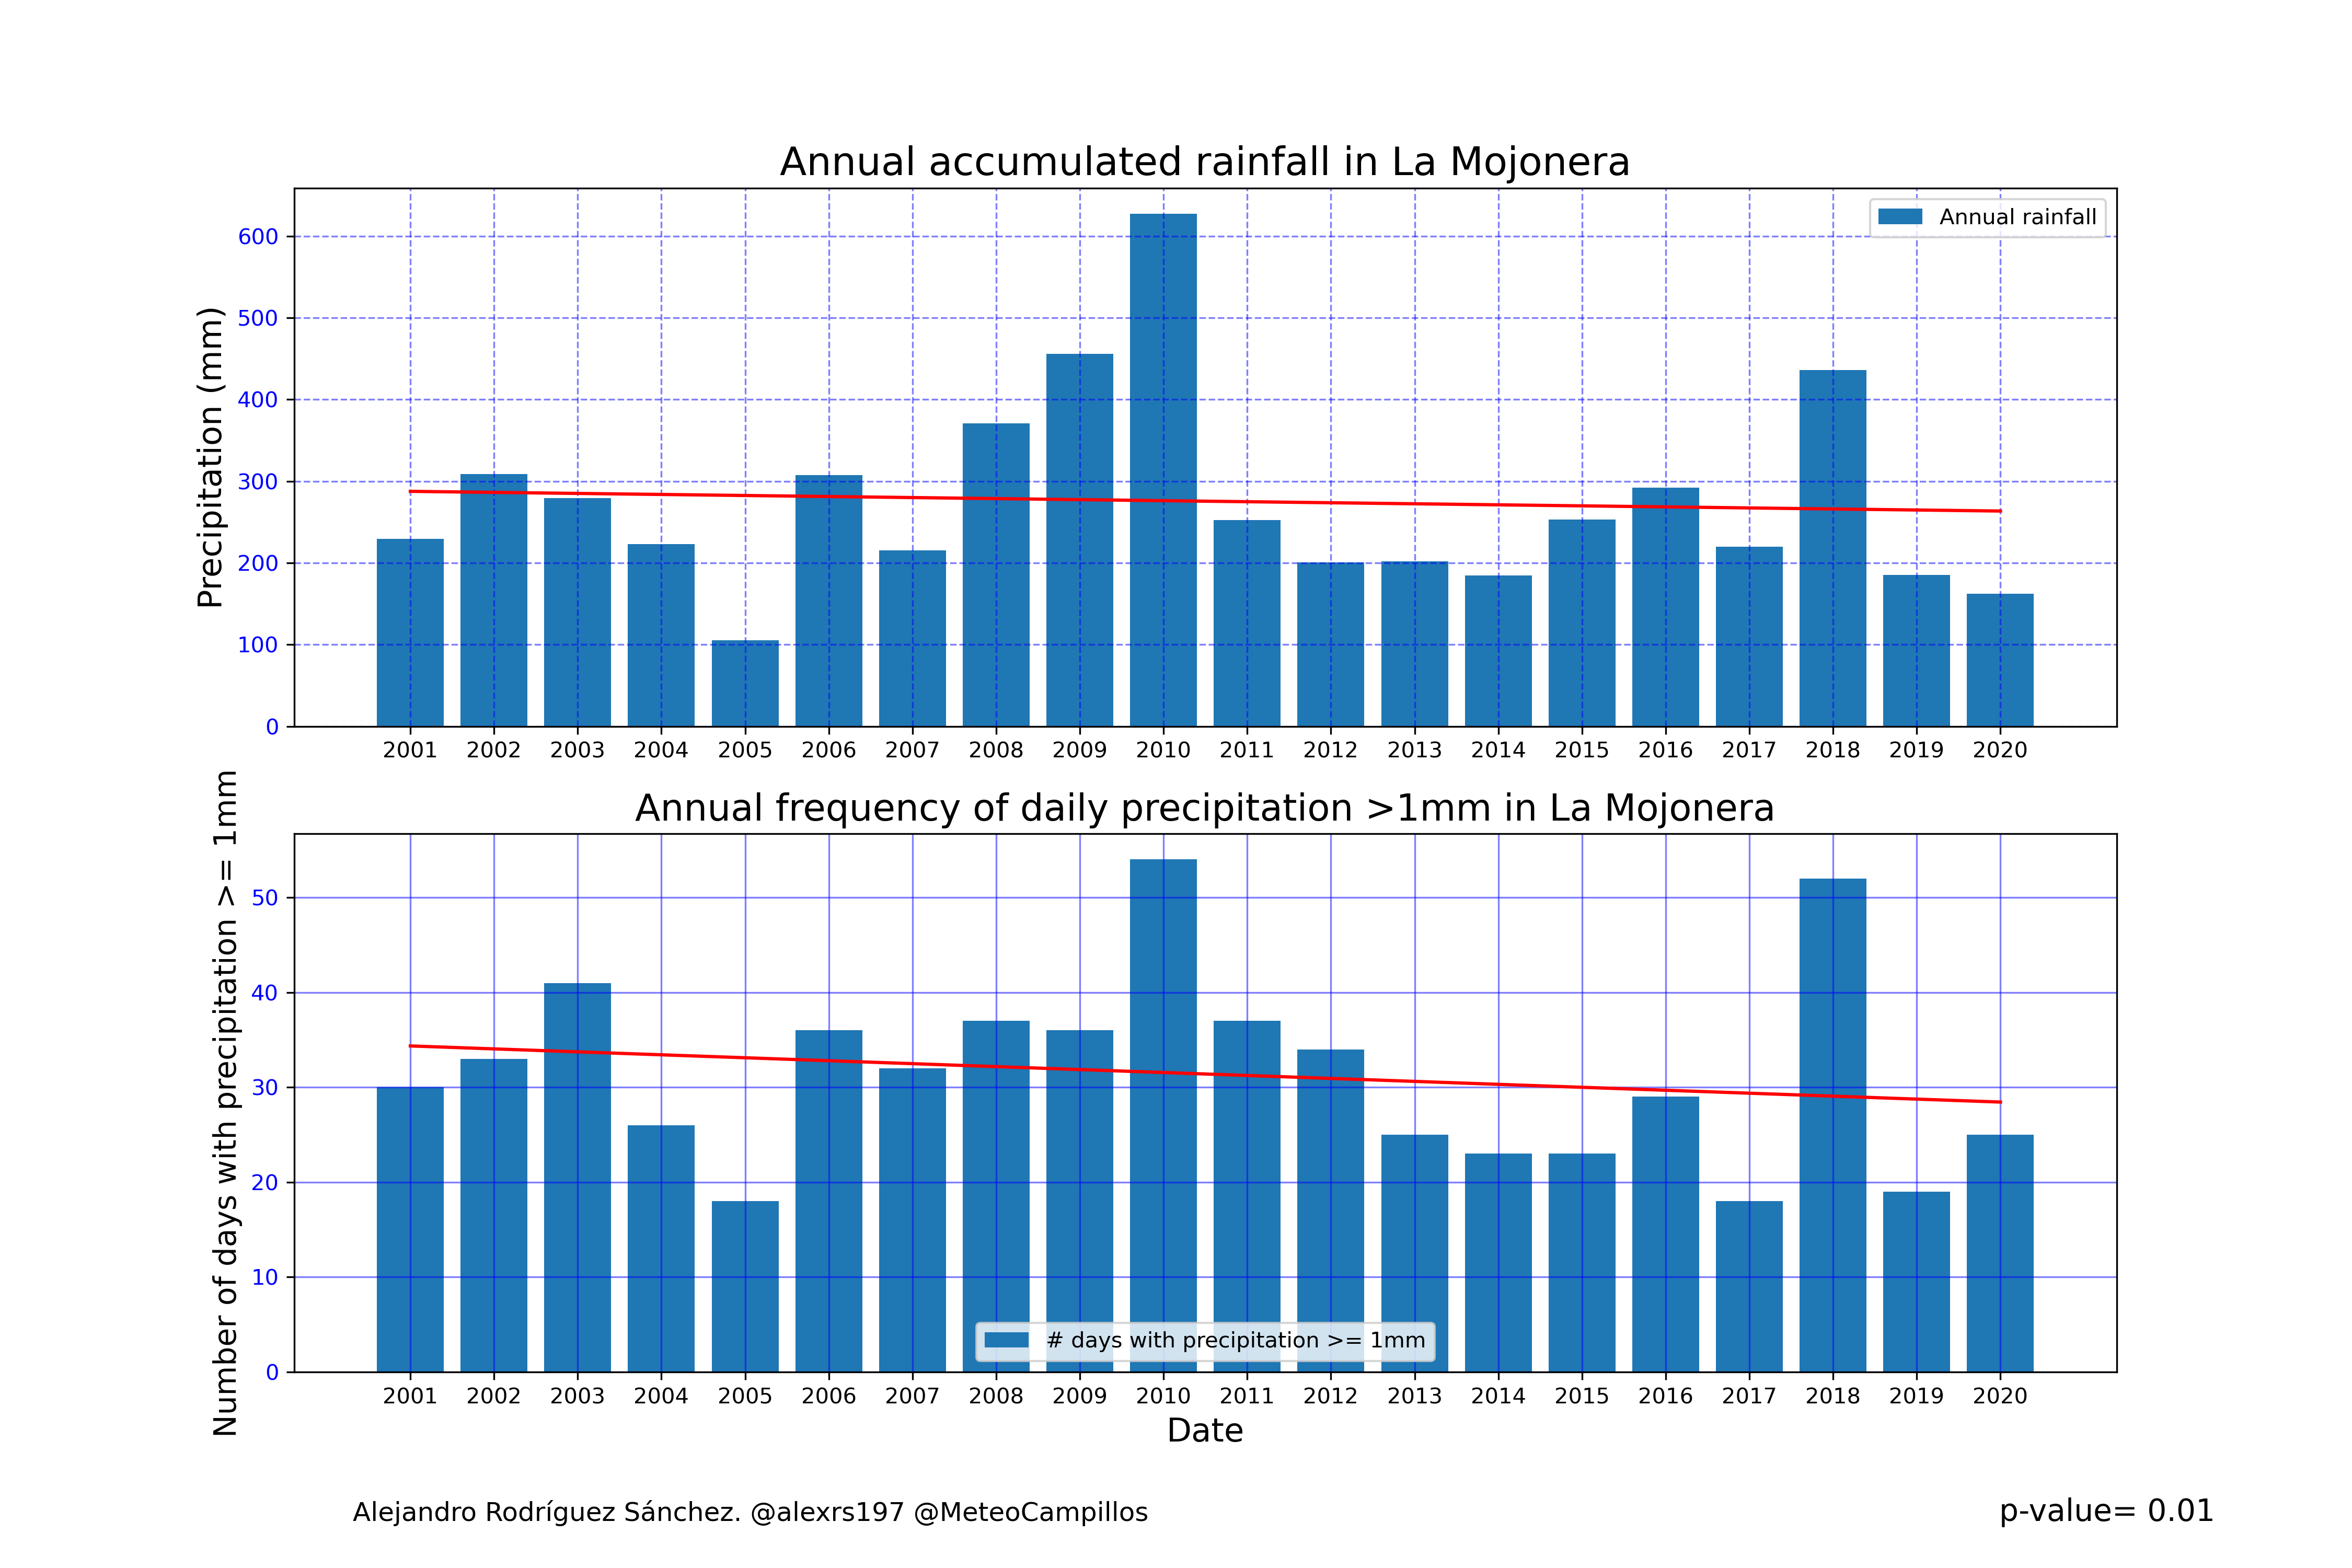 Annual accumulated rainfall in La Mojonera
Precipitation (mm)
600
500
400
300
200
100
0
Annual rainfall
2001 2002 2003 2004 2005 2006 2007 2008 2009 2010 2011 2012 2013 2014 2015 2016 2017 2018 2019 2020
Annual frequency of daily precipitation >1mm in La Mojonera
Number of days with precipitation >= 1mm
50
40
30
20
10
0
# days with precipitation >= 1mm
2001 2002 2003 2004 2005 2006 2007 2008 2009 2010 2011 2012 2013 2014 2015 2016 2017 2018 2019 2020
Date
Alejandro Rodríguez Sánchez. @alexrs197 @MeteoCampillos
p-value= 0.01